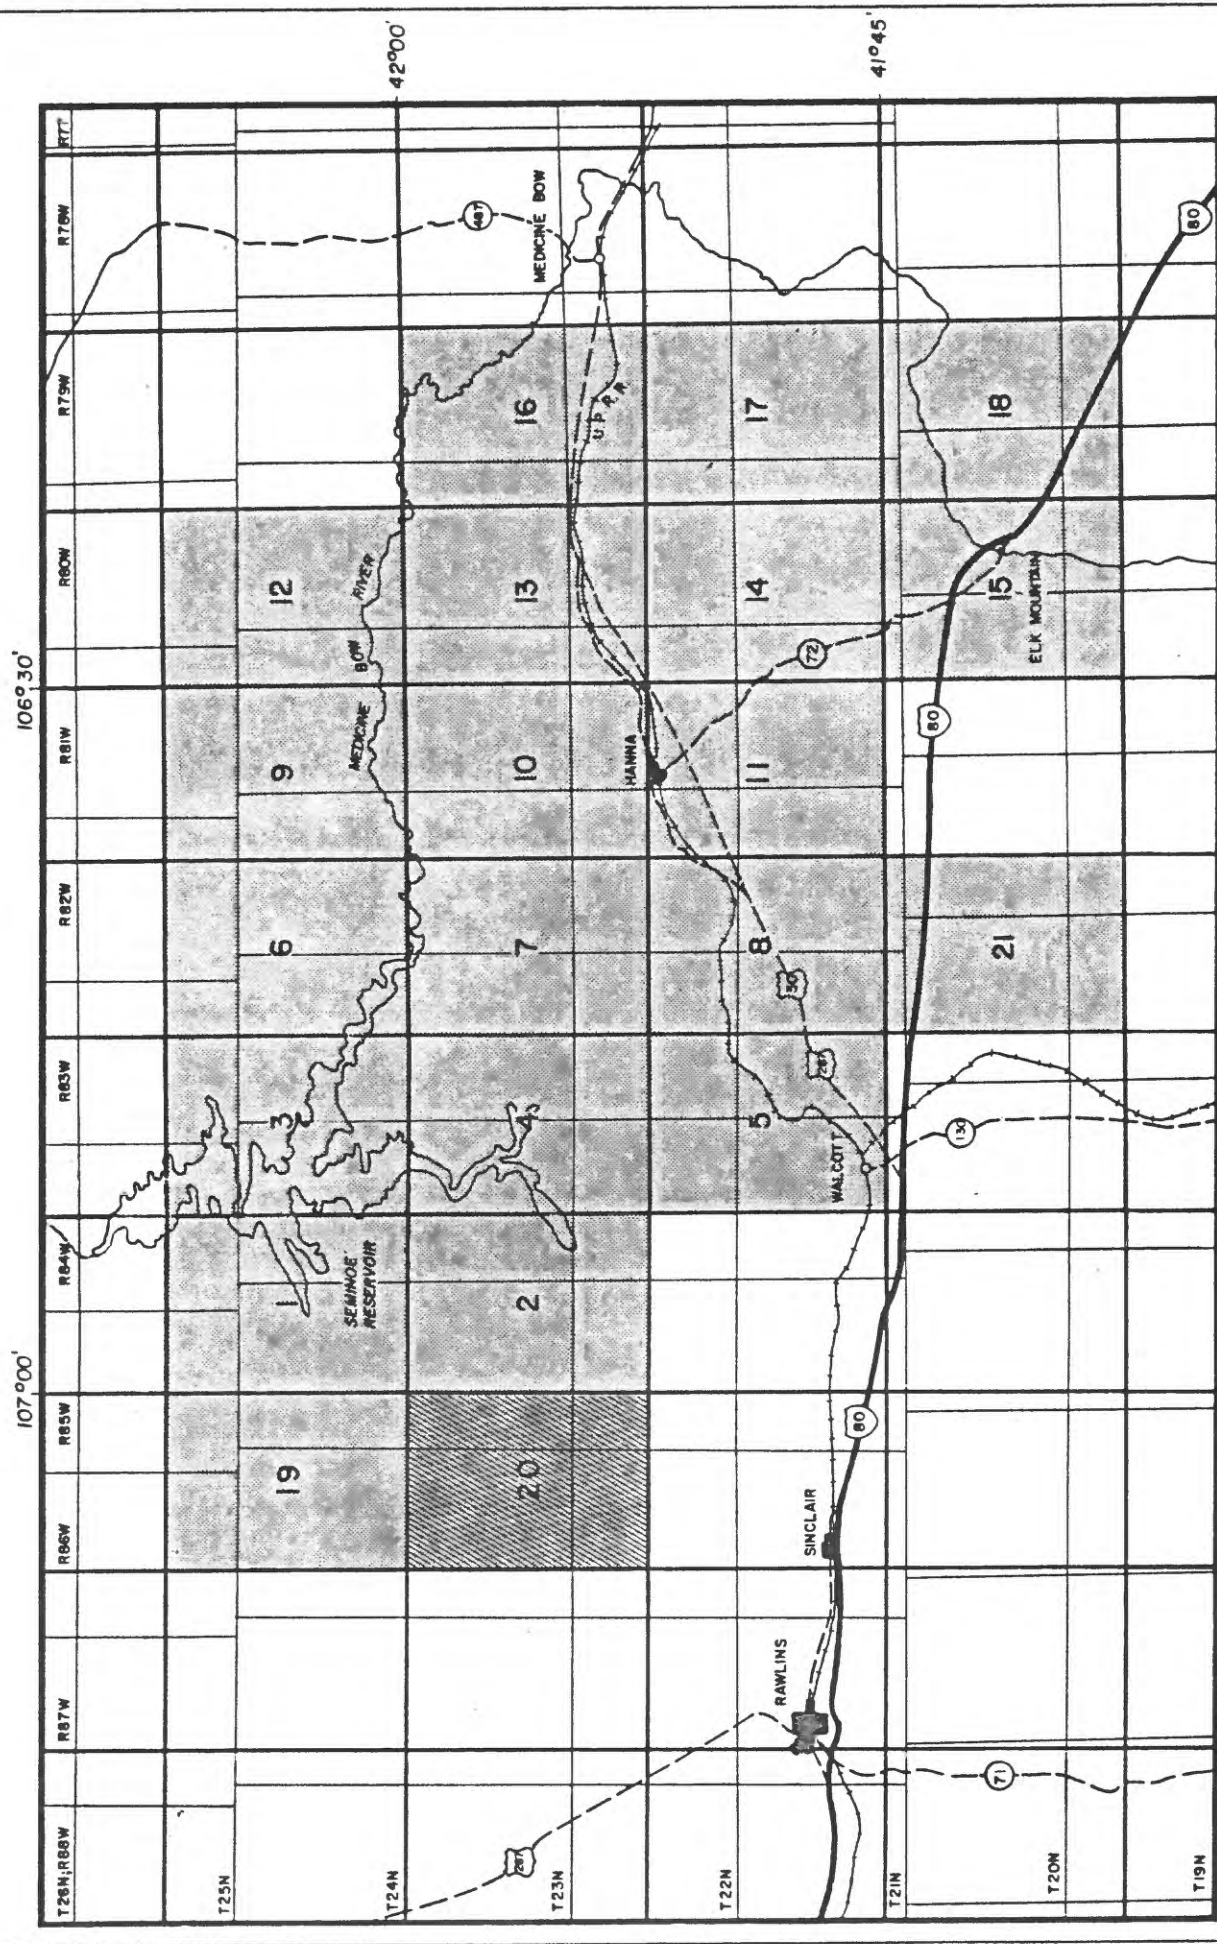 107°00'
106°30'
42°00'
41°45'
T26N;R88W
R87W
R86W
R85W
R84W
R83W
R82W
R81W
R80W
R79W
R78W
R77
T25N
T24N
T23N
T22N
T21N
T20N
T19N
19
1
3
6
9
12
SEMINOE
RESERVOIR
MEDICINE BOW RIVER
20
2
4
7
10
13
16
MEDICINE BOW
487
U. P. R. R.
HANNA
5
8
11
14
17
72
30
287
287
WALCOTT
RAWLINS
SINCLAIR
80
80
80
130
71
21
15
18
ELK MOUNTAIN